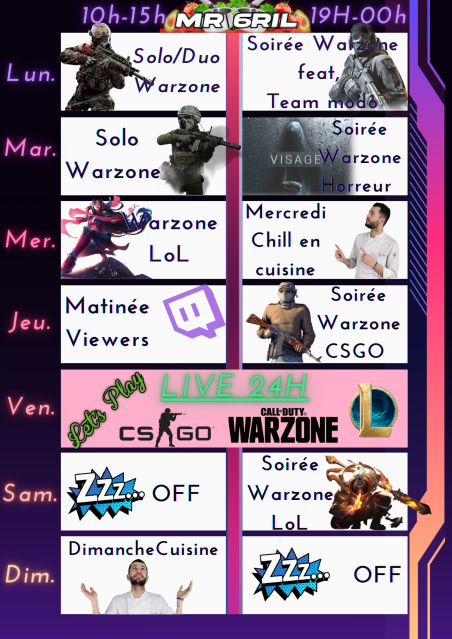 10h-15h
MR 6RIL
19H-00h
Lun.
Solo/Duo
Warzone
Soirée Warzone
feat,
Team modo
Mar.
Solo
Warzone
VISAGE
Soirée
Warzone
Horreur
Mer.
Warzone
LoL
Mercredi
Chill en
cuisine
Jeu.
Matinée
Viewers
Soirée
Warzone
CSGO
Ven.
Let's Play
LIVE 24H
CS GO
CALL OF DUTY
WARZONE
L
Sam.
ZZZ...
OFF
Soirée
Warzone
LoL
Dim.
DimancheCuisine
ZZZ...
OFF